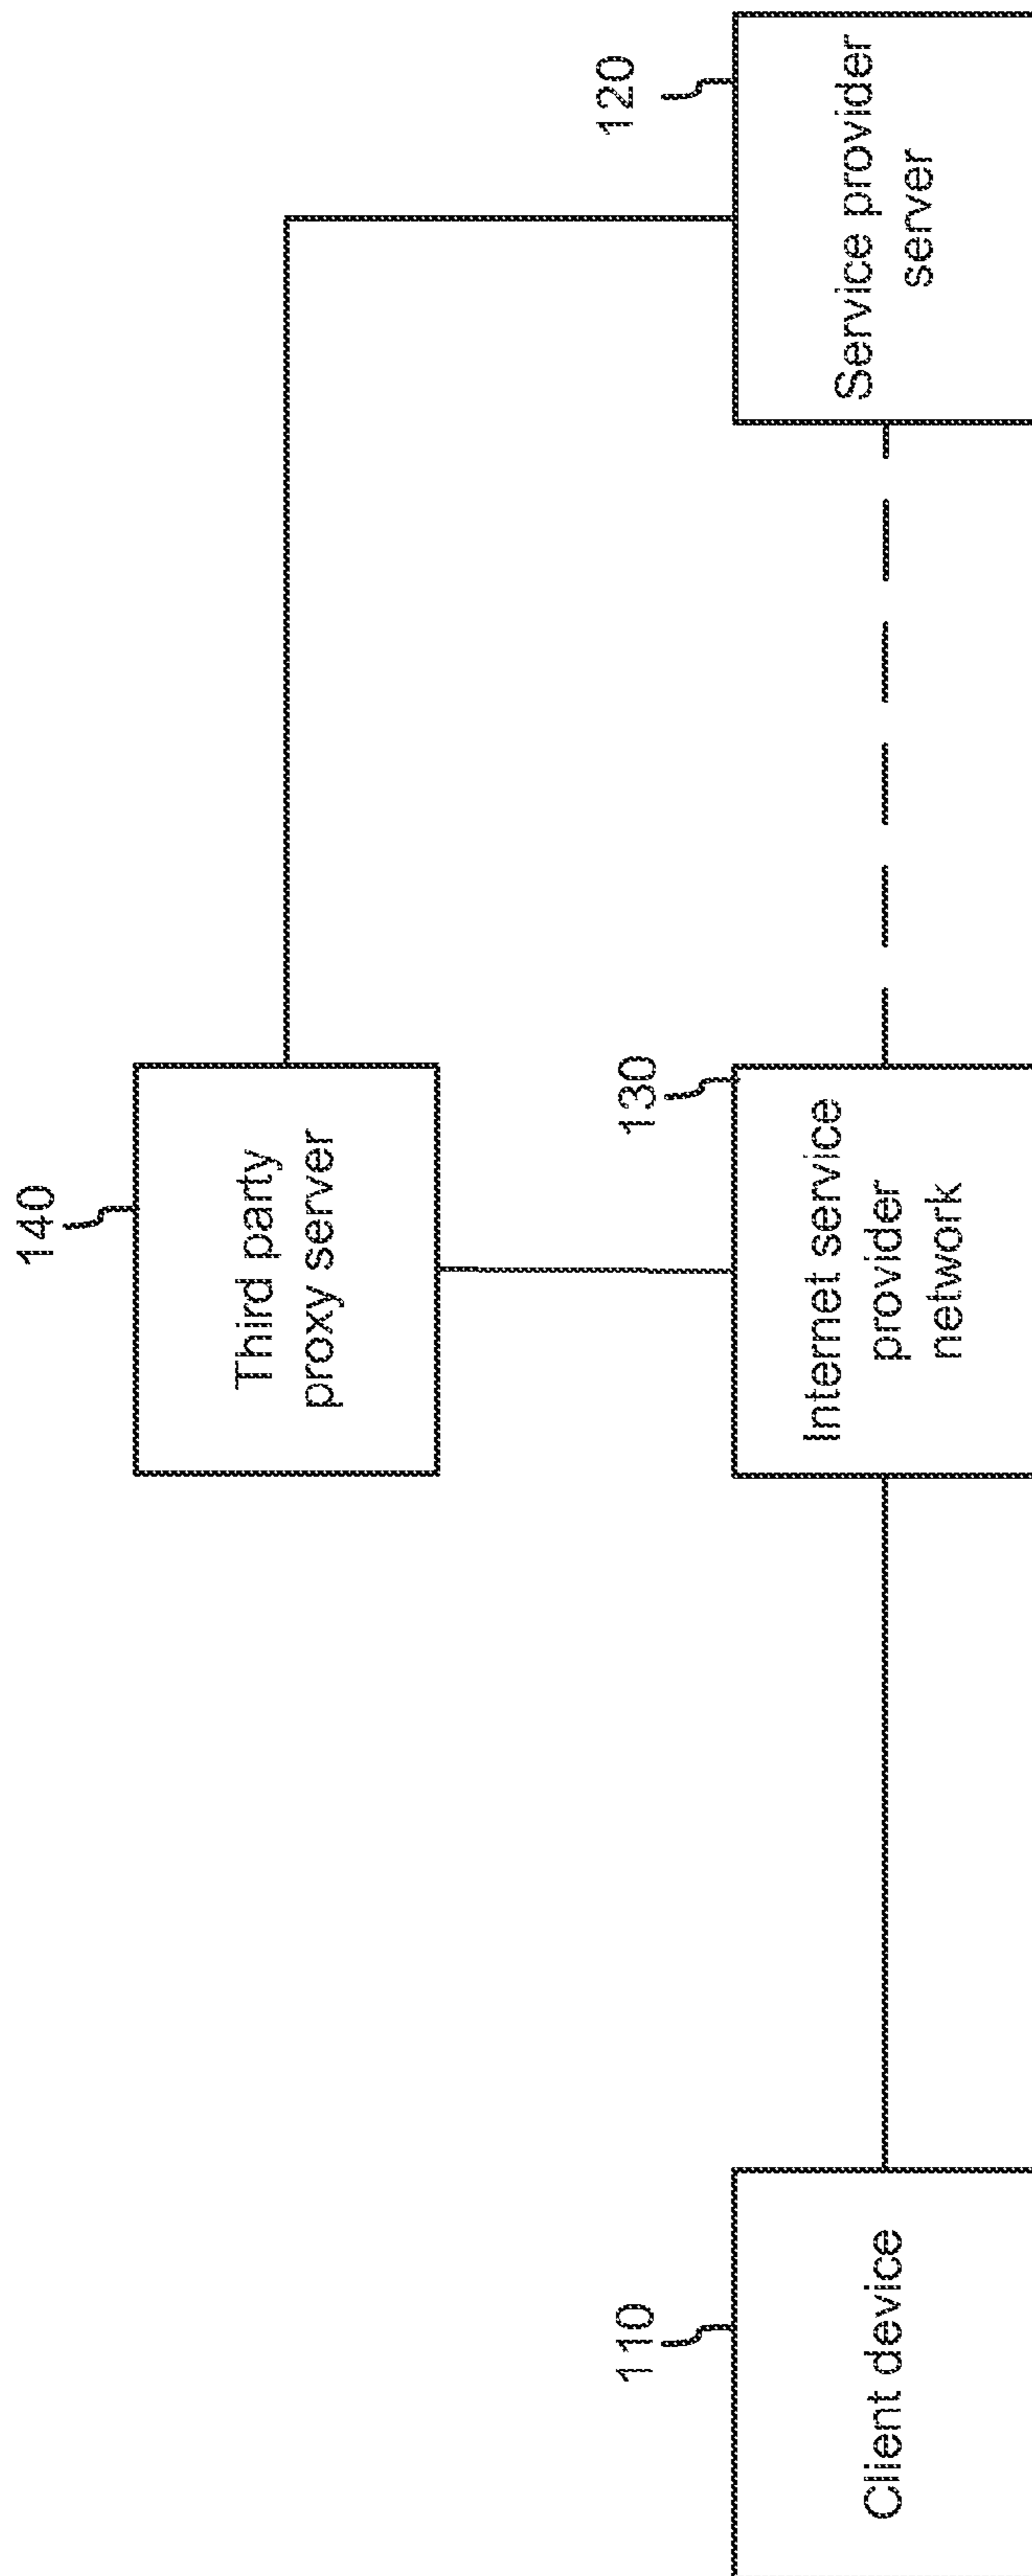 140
Third party
proxy server
110
Client device
130
Internet service
provider
network
120
Service provider
server